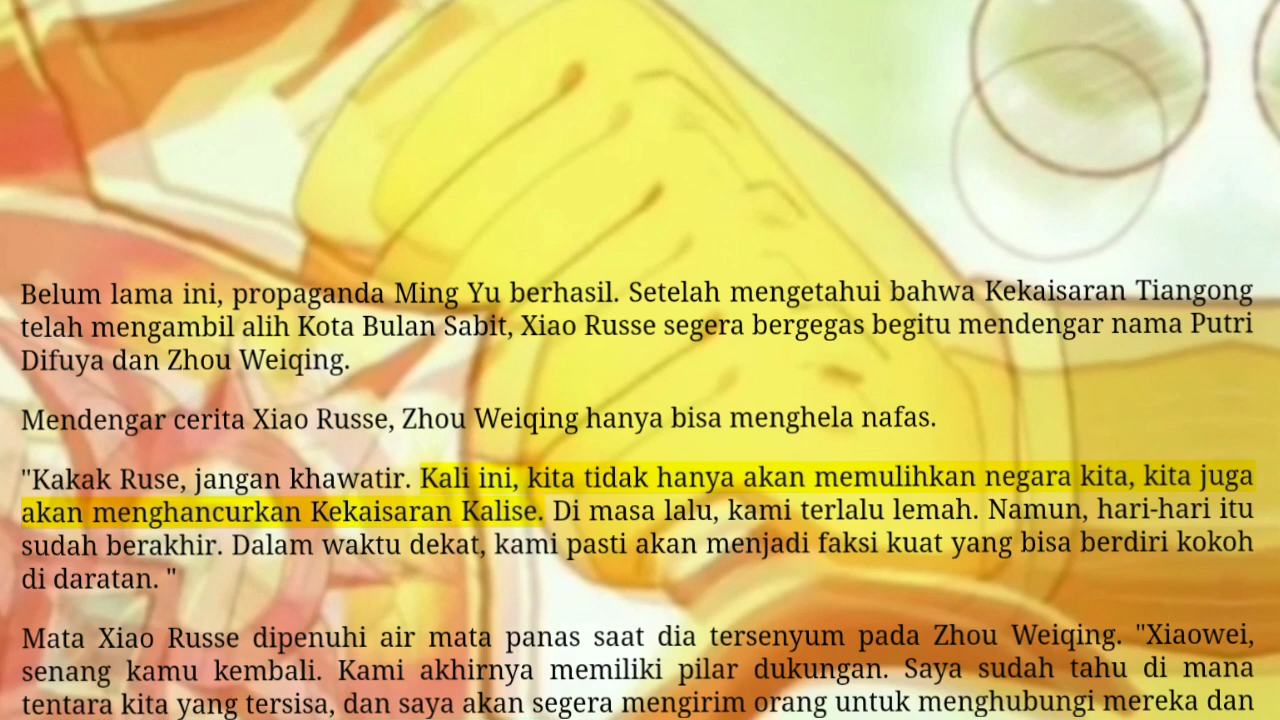 Belum lama ini, propaganda Ming Yu berhasil. Setelah mengetahui bahwa Kekaisaran Tiangong
telah mengambil alih Kota Bulan Sabit, Xiao Russe segera bergegas begitu mendengar nama Putri
Difuya dan Zhou Weiqing.
Mendengar cerita Xiao Russe, Zhou Weiqing hanya bisa menghela nafas.
"Kakak Ruse, jangan khawatir. Kali ini, kita tidak hanya akan memulihkan negara kita, kita juga
akan menghancurkan Kekaisaran Kalise. Di masa lalu, kami terlalu lemah. Namun, hari-hari itu
sudah berakhir. Dalam waktu dekat, kami pasti akan menjadi faksi kuat yang bisa berdiri kokoh
di daratan. "
Mata Xiao Russe dipenuhi air mata panas saat dia tersenyum pada Zhou Weiqing. "Xiaowei,
senang kamu kembali. Kami akhirnya memiliki pilar dukungan. Saya sudah tahu di mana
tentara kita yang tersisa, dan saya akan segera mengirim orang untuk menghubungi mereka dan